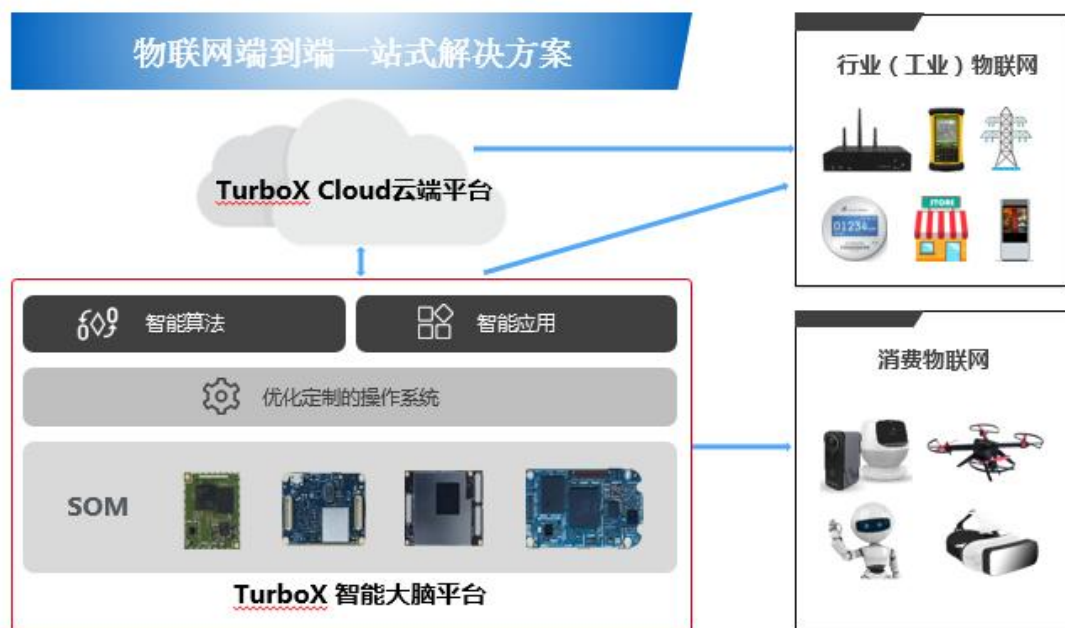 物联网端到端一站式解决方案
TurboX Cloud云端平台
智能算法
智能应用
优化定制的操作系统
SOM
TurboX 智能大脑平台
行业（工业）物联网
STORE
01234
消费物联网